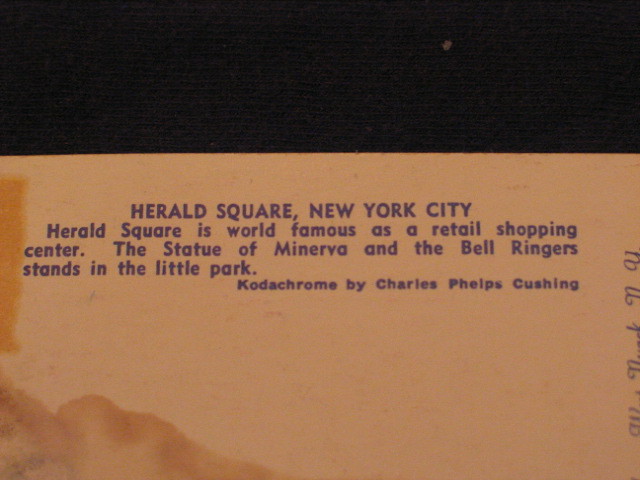 HERALD SQUARE, NEW YORK CITY
Herald Square is world famous as a retail shopping
center. The Statue of Minerva and the Bell Ringers
stands in the little park.
Kodachrome by Charles Phelps Cushing
Nyack, N. Y.